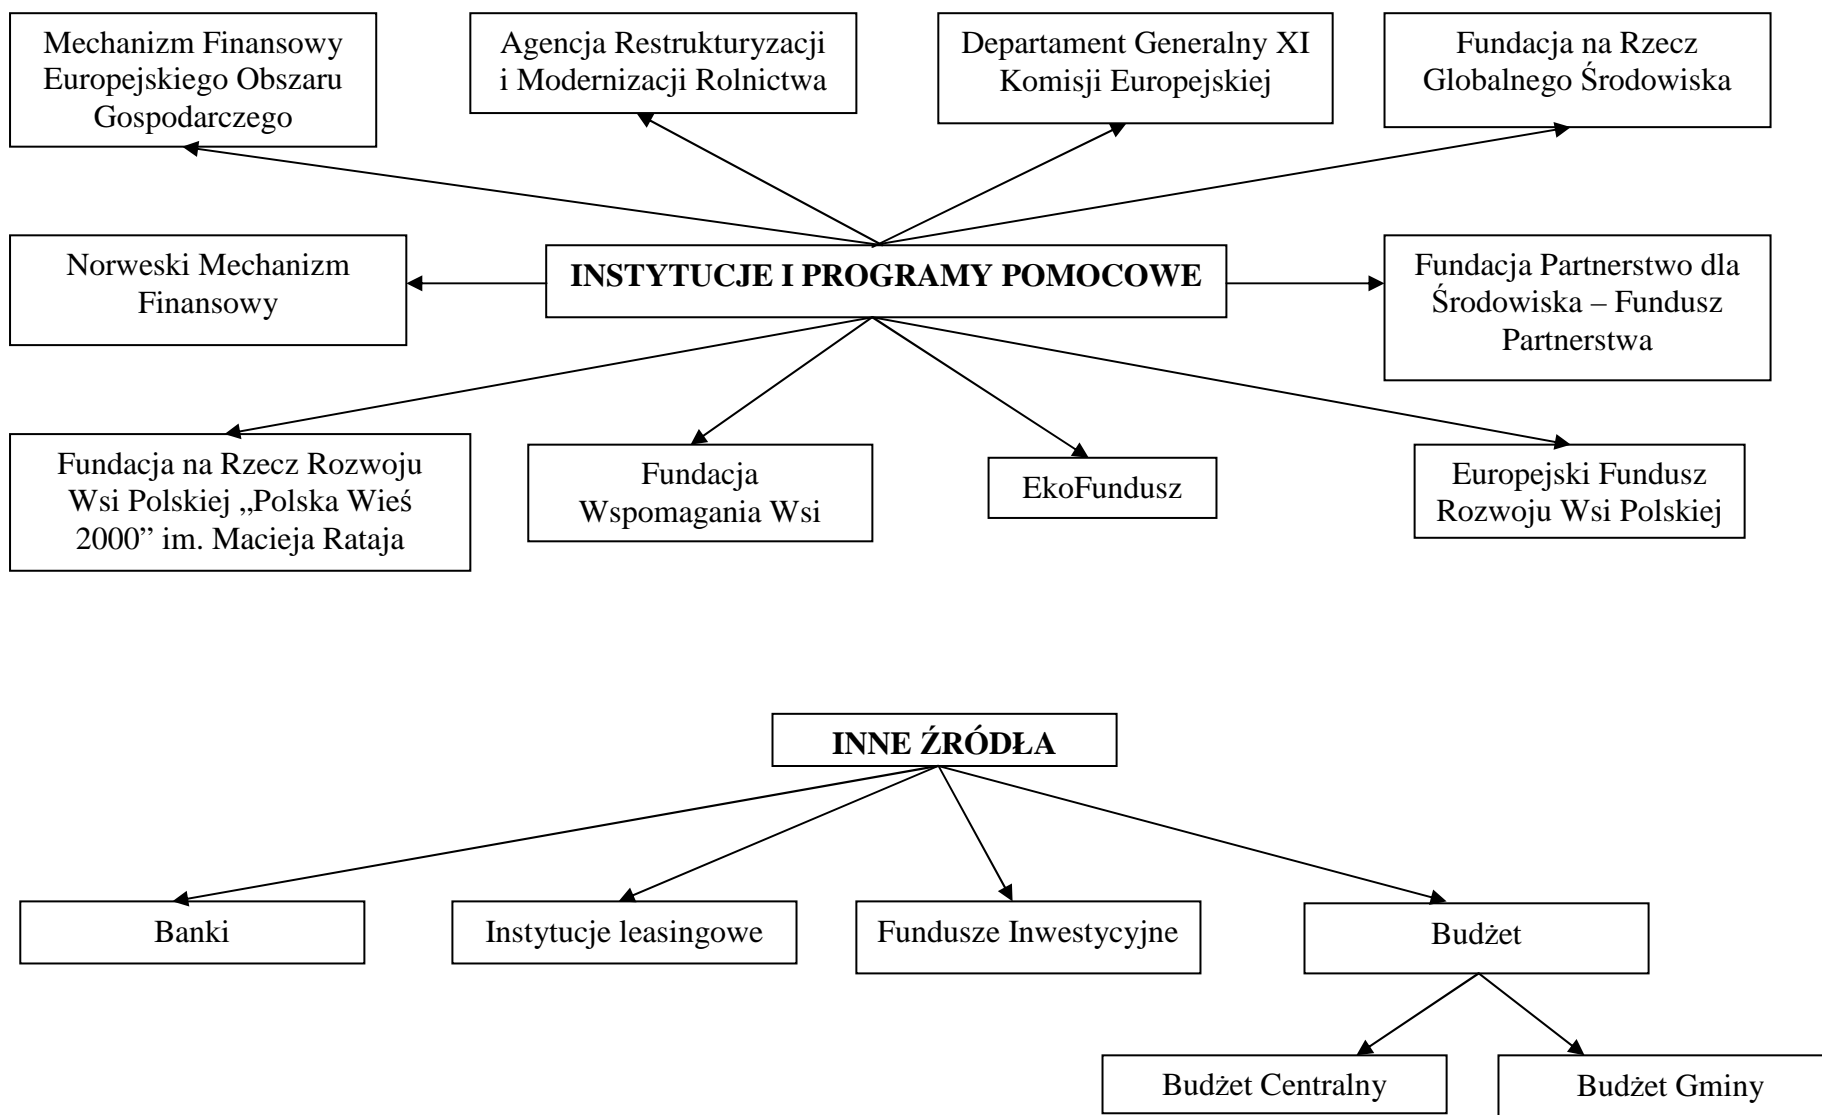 Mechanizm Finansowy
Europejskiego Obszaru
Gospodarczego
Agencja Restrukturyzacji
i Modernizacji Rolnictwa
Departament Generalny XI
Komisji Europejskiej
Fundacja na Rzecz
Globalnego Środowiska
Norweski Mechanizm
Finansowy
INSTYTUCJE I PROGRAMY POMOCOWE
Fundacja Partnerstwo dla
Środowiska – Fundusz
Partnerstwa
Fundacja na Rzecz Rozwoju
Wsi Polskiej „Polska Wieś
2000” im. Macieja Rataja
Fundacja
Wspomagania Wsi
EkoFundusz
Europejski Fundusz
Rozwoju Wsi Polskiej
INNE ŹRÓDŁA
Banki
Instytucje leasingowe
Fundusze Inwestycyjne
Budżet
Budżet Centralny
Budżet Gminy